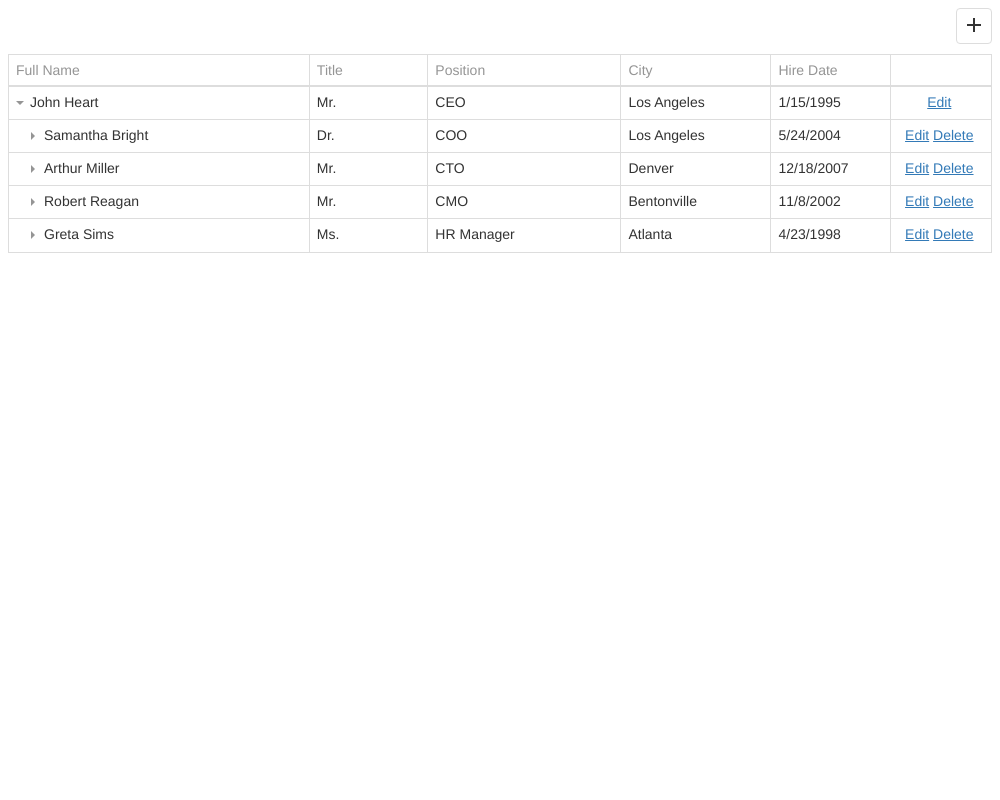 Full Name Title Position City Hire Date
John Heart Mr. CEO Los Angeles 1/15/1995 Edit
Samantha Bright Dr. COO Los Angeles 5/24/2004 Edit Delete
Arthur Miller Mr. CTO Denver 12/18/2007 Edit Delete
Robert Reagan Mr. CMO Bentonville 11/8/2002 Edit Delete
Greta Sims Ms. HR Manager Atlanta 4/23/1998 Edit Delete